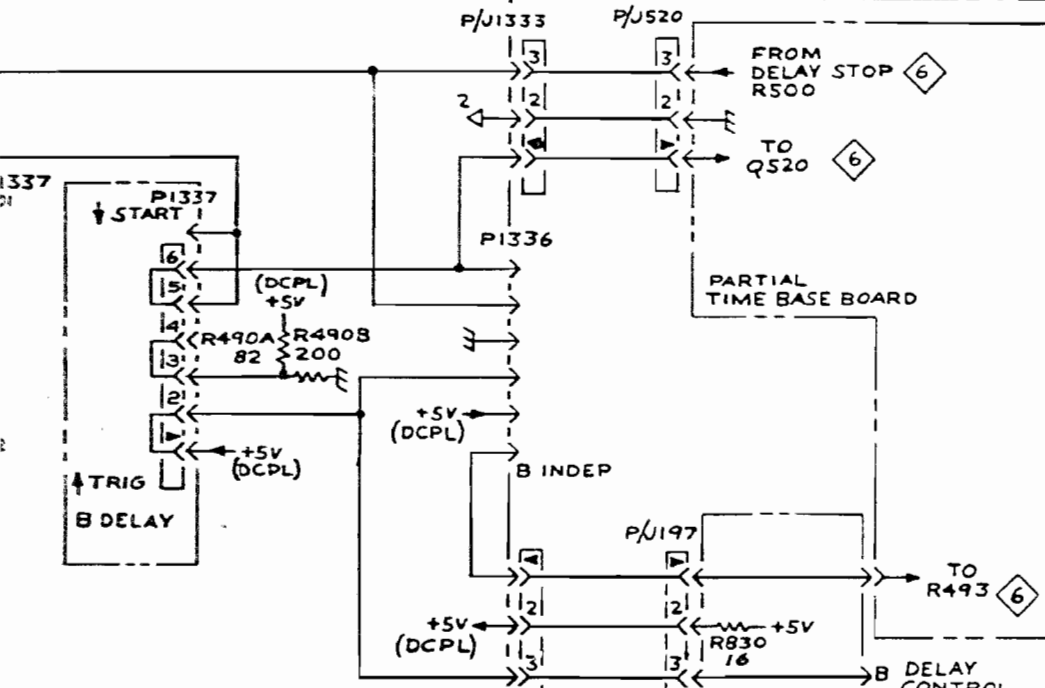 P/J1333
P/J520
3
3
FROM
DELAY STOP
R500
6
2
2
2
TO
Q520
6
1337
P1337
START
P1336
6
5
4
3
2
(DCPL)
+5V
R490A
82
R490B
200
PARTIAL
TIME BASE BOARD
+5V
(DCPL)
+5V
(DCPL)
TRIG
B DELAY
B INDEP
P/J197
TO
R493
6
+5V
(DCPL)
2
2
R830
16
+5V
3
3
B DELAY
CONTROL